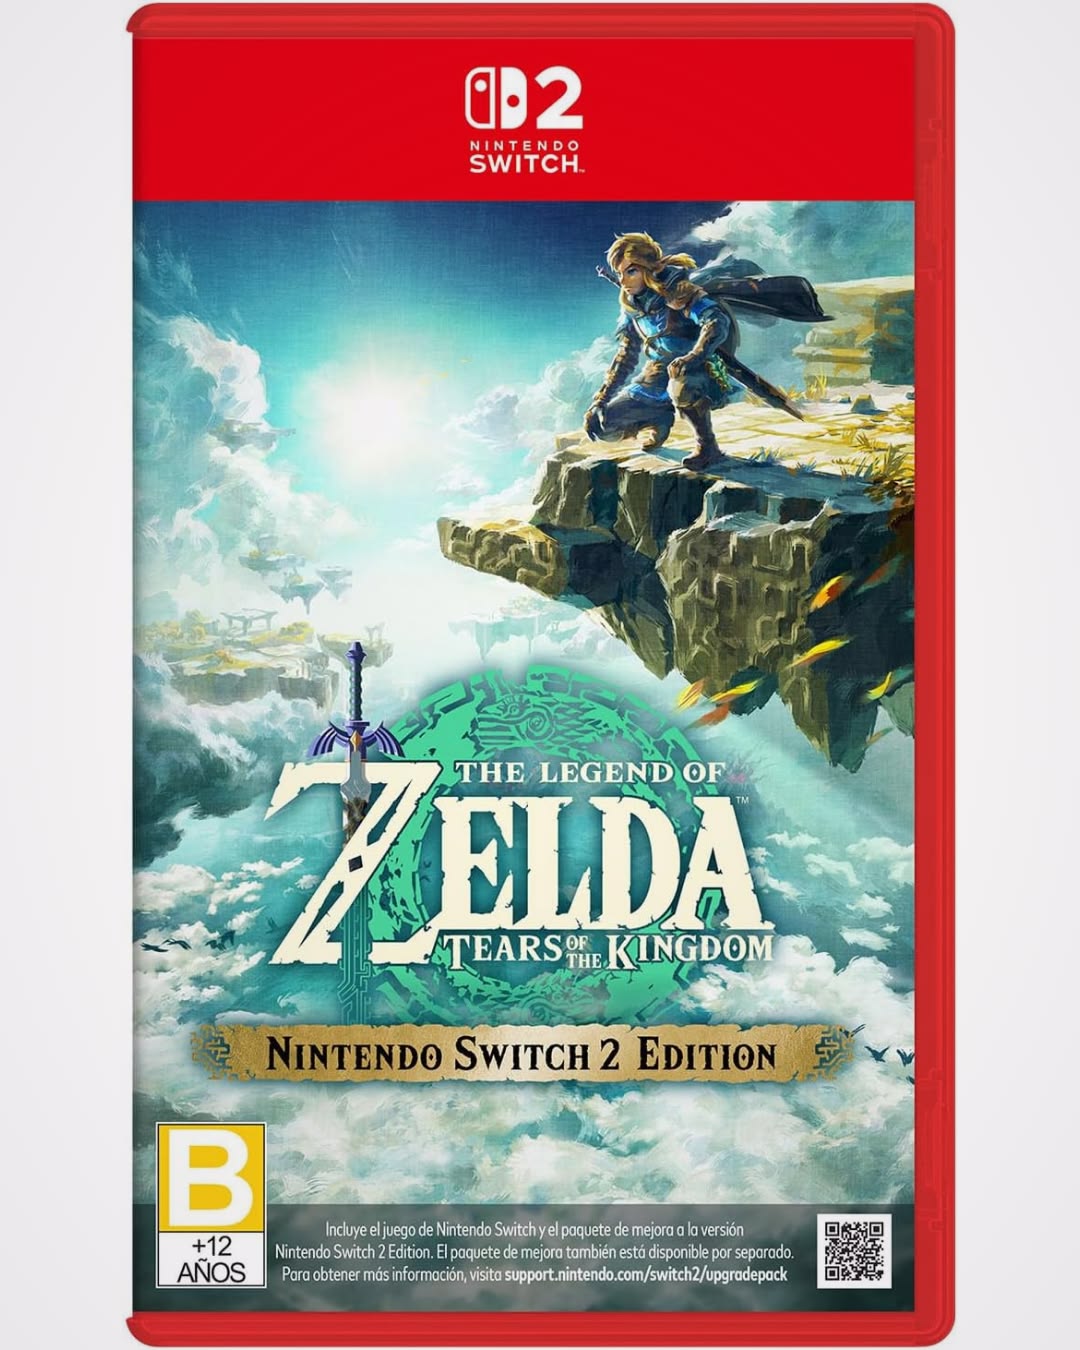 2
NINTENDO
SWITCH™
THE LEGEND OF
ZELDA™
TEARS OF THE KINGDOM
NINTENDO SWITCH 2 EDITION
B
+12
AÑOS
Incluye el juego de Nintendo Switch y el paquete de mejora a la versión
Nintendo Switch 2 Edition. El paquete de mejora también está disponible por separado.
Para obtener más información, visita support.nintendo.com/switch2/upgradepack